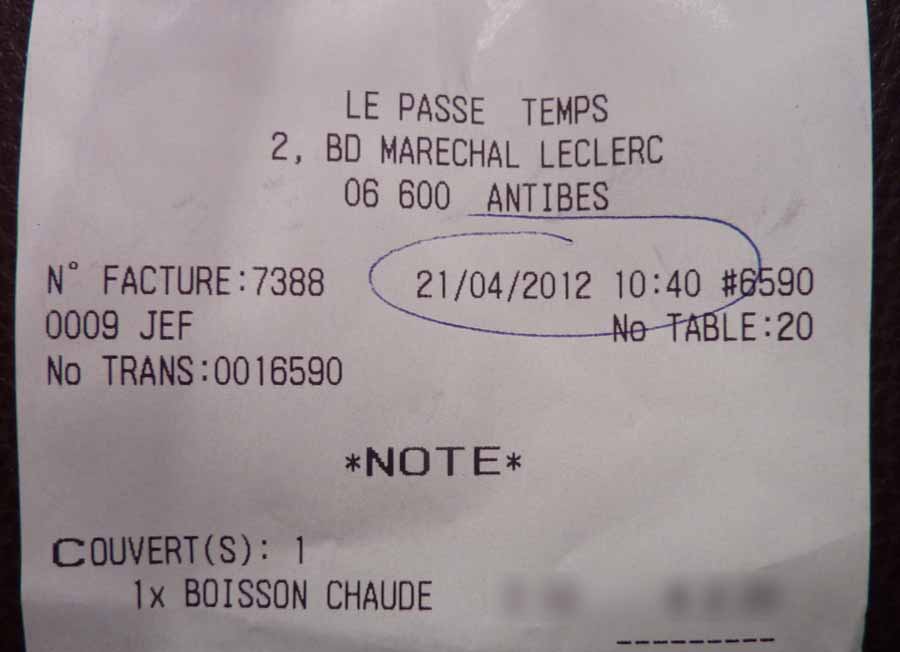 LE PASSE TEMPS
2, BD MARECHAL LECLERC
06 600 ANTIBES
N° FACTURE:7388 21/04/2012 10:40 #6590
0009 JEF No TABLE:20
No TRANS:0016590
*NOTE*
COUVERT(S): 1
1x BOISSON CHAUDE